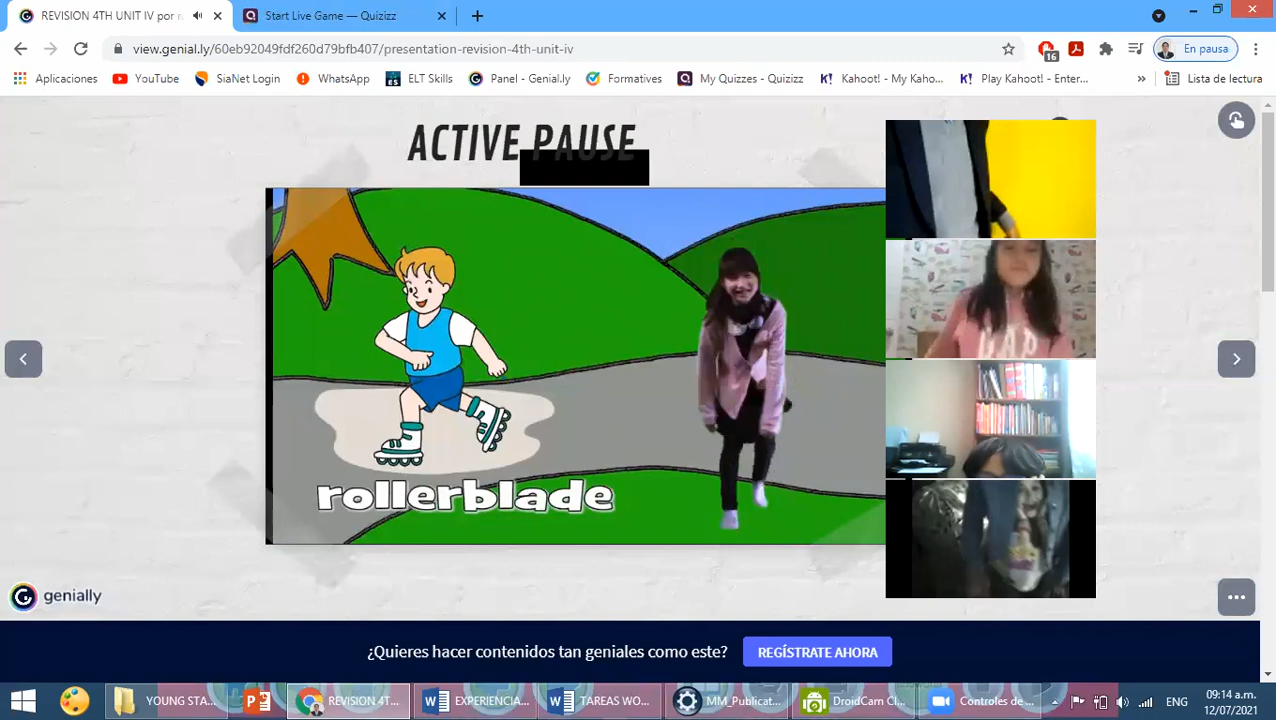 REVISION 4TH UNIT IV por r
Start Live Game — Quizizz
view.genial.ly/60eb92049fdf260d79bfb407/presentation-revision-4th-unit-iv
16
En pausa
Aplicaciones
YouTube
SiaNet Login
WhatsApp
ES
ELT Skills
Panel - Genial.ly
Formatives
My Quizzes - Quizizz
K! Kahoot! - My Kaho...
K! Play Kahoot! - Enter...
»
Lista de lectura
ACTIVE PAUSE
rollerblade
genially
¿Quieres hacer contenidos tan geniales como este?
REGÍSTRATE AHORA
YOUNG STA...
REVISION 4T...
EXPERIENCIA...
TAREAS WO...
MM_Publicat...
DroidCam Cl...
Controles de ...
ENG
09:14 a.m.
12/07/2021